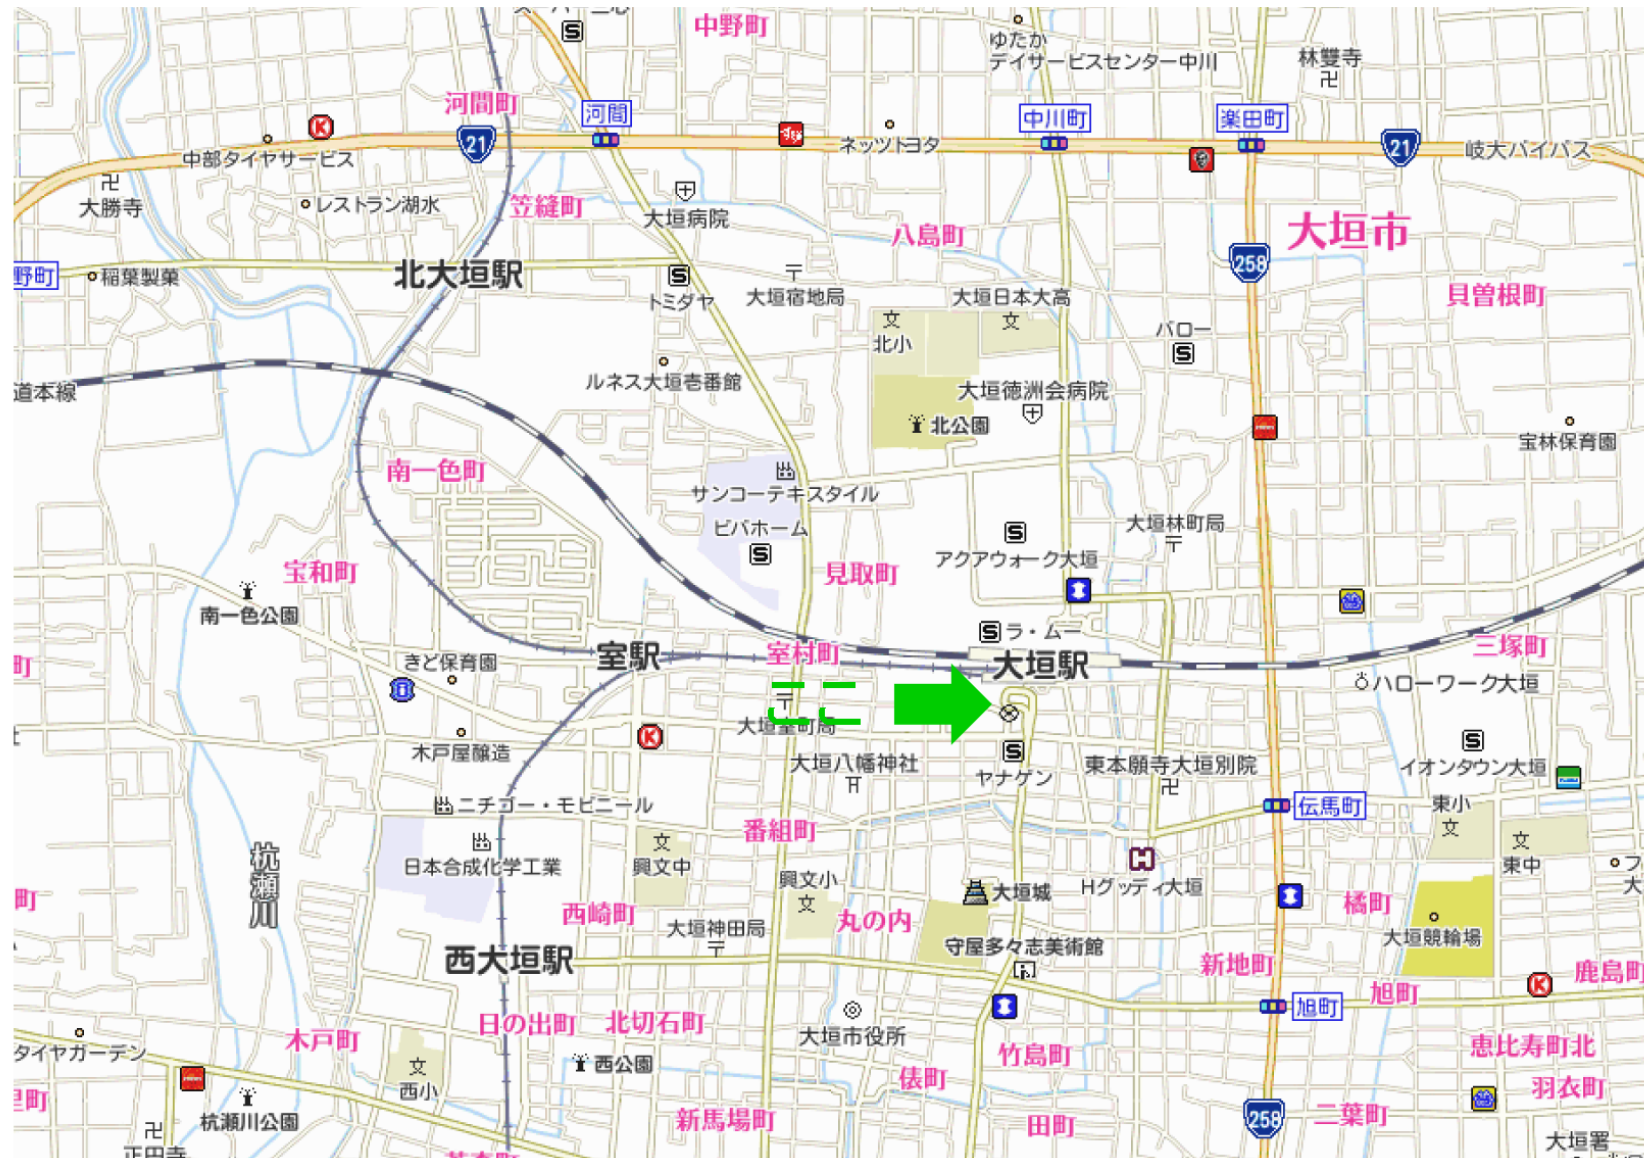 中野町
ゆたか
デイサービスセンター中川
林雙寺
河間町
河間
中川町
楽田町
21
ネッツトヨタ
21
岐大バイパス
中部タイヤサービス
大勝寺
レストラン湖水
笠縫町
大垣病院
八島町
大垣市
258
野町
稲葉製菓
北大垣駅
トミダヤ
大垣宿地局
大垣日本大高
貝曽根町
北小
バロー
道本線
ルネス大垣壱番館
大垣徳洲会病院
北公園
宝林保育園
南一色町
サンコーテキスタイル
ビバホーム
大垣林町局
アクアウォーク大垣
宝和町
見取町
南一色公園
ラ・ムー
三塚町
町
きど保育園
室駅
室村町
大垣駅
ハローワーク大垣
大垣室町局
木戸屋醸造
大垣八幡神社
ヤナゲン
東本願寺大垣別院
イオンタウン大垣
ニチゴー・モビニール
伝馬町
東小
番組町
日本合成化学工業
興文中
東中
杭瀬川
興文小
大垣城
Hグッディ大垣
町
西崎町
丸の内
橘町
大垣神田局
大垣競輪場
守屋多々志美術館
西大垣駅
新地町
鹿島町
旭町
旭町
日の出町
北切石町
大垣市役所
木戸町
タイヤガーデン
西公園
竹島町
恵比寿町北
西小
俵町
羽衣町
里町
杭瀬川公園
新馬場町
田町
258
二葉町
大垣署
正円寺